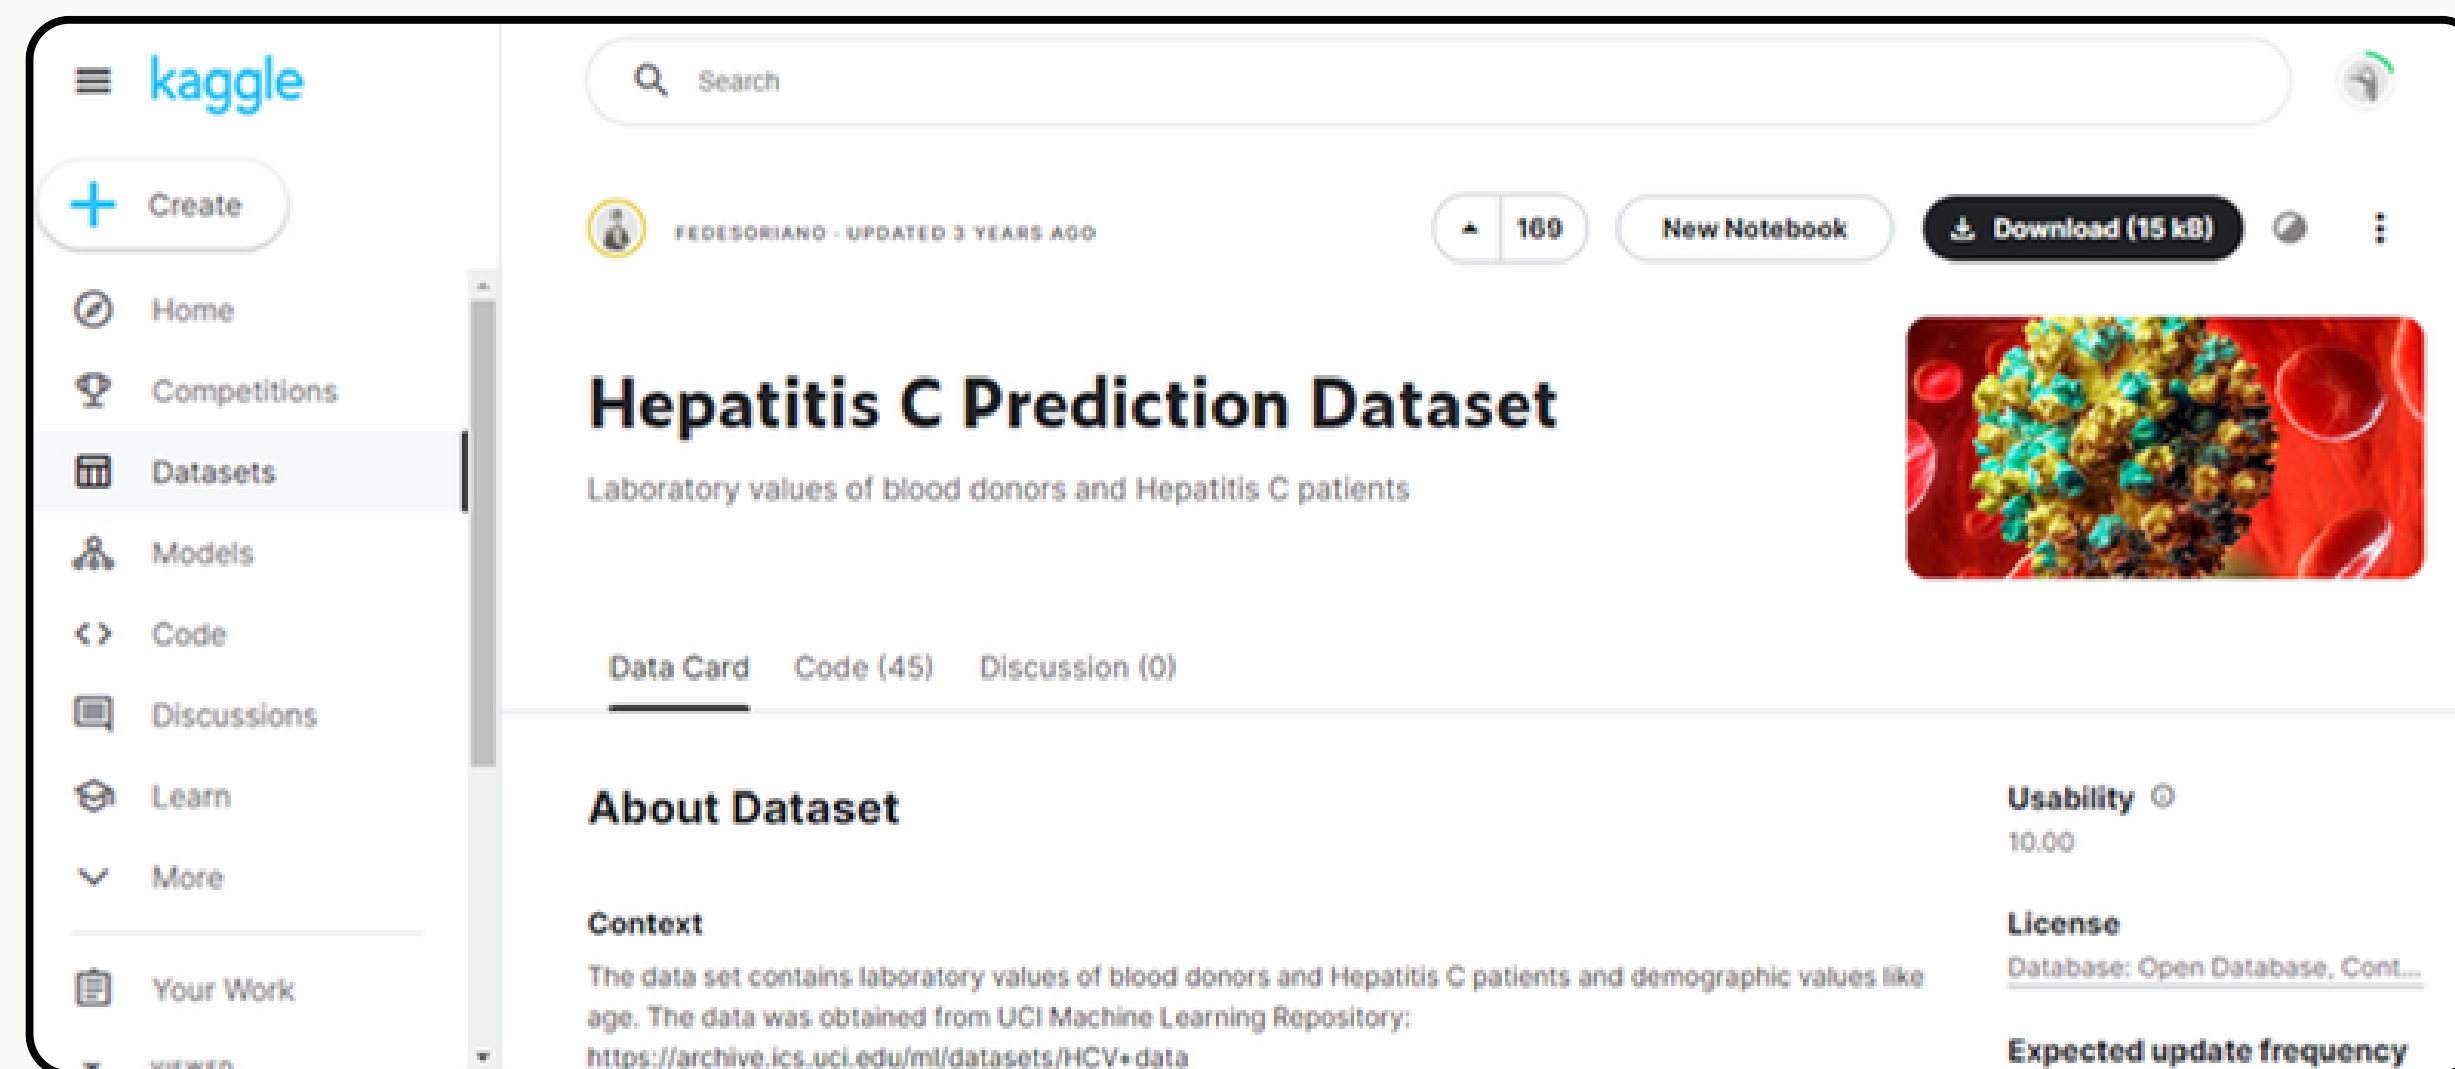 kaggle
Search
Create
FEDESORIANO · UPDATED 3 YEARS AGO
169
New Notebook
Download (15 kB)
Home
Competitions
Datasets
Models
Code
Discussions
Learn
More
Your Work
VIEWED
Hepatitis C Prediction Dataset
Laboratory values of blood donors and Hepatitis C patients
Data Card
Code (45)
Discussion (0)
About Dataset
Context
The data set contains laboratory values of blood donors and Hepatitis C patients and demographic values like
age. The data was obtained from UCI Machine Learning Repository:
https://archive.ics.uci.edu/ml/datasets/HCV+data
Usability
10.00
License
Database: Open Database, Cont...
Expected update frequency